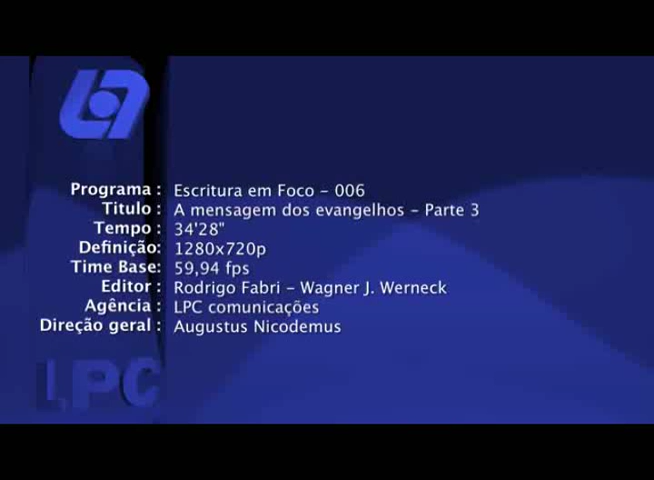 Programa : Escritura em Foco - 006
Titulo : A mensagem dos evangelhos - Parte 3
Tempo : 34'28"
Definição: 1280x720p
Time Base: 59,94 fps
Editor : Rodrigo Fabri - Wagner J. Werneck
Agência : LPC comunicações
Direção geral : Augustus Nicodemus
LPC